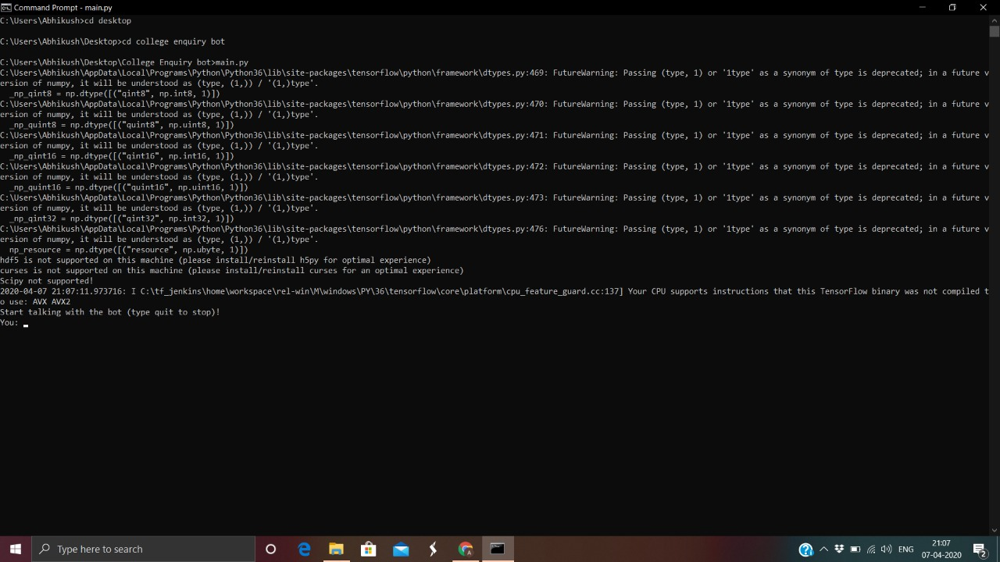 Command Prompt - main.py
C:\Users\Abhikush>cd desktop
C:\Users\Abhikush\Desktop>cd college enquiry bot
C:\Users\Abhikush\Desktop\College Enquiry bot>main.py
C:\Users\Abhikush\AppData\Local\Programs\Python\Python36\lib\site-packages\tensorflow\python\framework\dtypes.py:469: FutureWarning: Passing (type, 1) or '1type' as a synonym of type is deprecated; in a future v
ersion of numpy, it will be understood as (type, (1,)) / '(1,)type'.
_np_qint8 = np.dtype([("qint8", np.int8, 1)])
C:\Users\Abhikush\AppData\Local\Programs\Python\Python36\lib\site-packages\tensorflow\python\framework\dtypes.py:470: FutureWarning: Passing (type, 1) or '1type' as a synonym of type is deprecated; in a future v
ersion of numpy, it will be understood as (type, (1,)) / '(1,)type'.
_np_quint8 = np.dtype([("quint8", np.uint8, 1)])
C:\Users\Abhikush\AppData\Local\Programs\Python\Python36\lib\site-packages\tensorflow\python\framework\dtypes.py:471: FutureWarning: Passing (type, 1) or '1type' as a synonym of type is deprecated; in a future v
ersion of numpy, it will be understood as (type, (1,)) / '(1,)type'.
_np_qint16 = np.dtype([("qint16", np.int16, 1)])
C:\Users\Abhikush\AppData\Local\Programs\Python\Python36\lib\site-packages\tensorflow\python\framework\dtypes.py:472: FutureWarning: Passing (type, 1) or '1type' as a synonym of type is deprecated; in a future v
ersion of numpy, it will be understood as (type, (1,)) / '(1,)type'.
_np_quint16 = np.dtype([("quint16", np.uint16, 1)])
C:\Users\Abhikush\AppData\Local\Programs\Python\Python36\lib\site-packages\tensorflow\python\framework\dtypes.py:473: FutureWarning: Passing (type, 1) or '1type' as a synonym of type is deprecated; in a future v
ersion of numpy, it will be understood as (type, (1,)) / '(1,)type'.
_np_qint32 = np.dtype([("qint32", np.int32, 1)])
C:\Users\Abhikush\AppData\Local\Programs\Python\Python36\lib\site-packages\tensorflow\python\framework\dtypes.py:476: FutureWarning: Passing (type, 1) or '1type' as a synonym of type is deprecated; in a future v
ersion of numpy, it will be understood as (type, (1,)) / '(1,)type'.
np_resource = np.dtype([("resource", np.ubyte, 1)])
hdf5 is not supported on this machine (please install/reinstall h5py for optimal experience)
curses is not supported on this machine (please install/reinstall curses for an optimal experience)
Scipy not supported!
2020-04-07 21:07:11.973716: I C:\tf_jenkins\home\workspace\rel-win\M\windows\PY\36\tensorflow\core\platform\cpu_feature_guard.cc:137] Your CPU supports instructions that this TensorFlow binary was not compiled t
o use: AVX AVX2
Start talking with the bot (type quit to stop)!
You:
Type here to search
ENG
21:07
07-04-2020
2